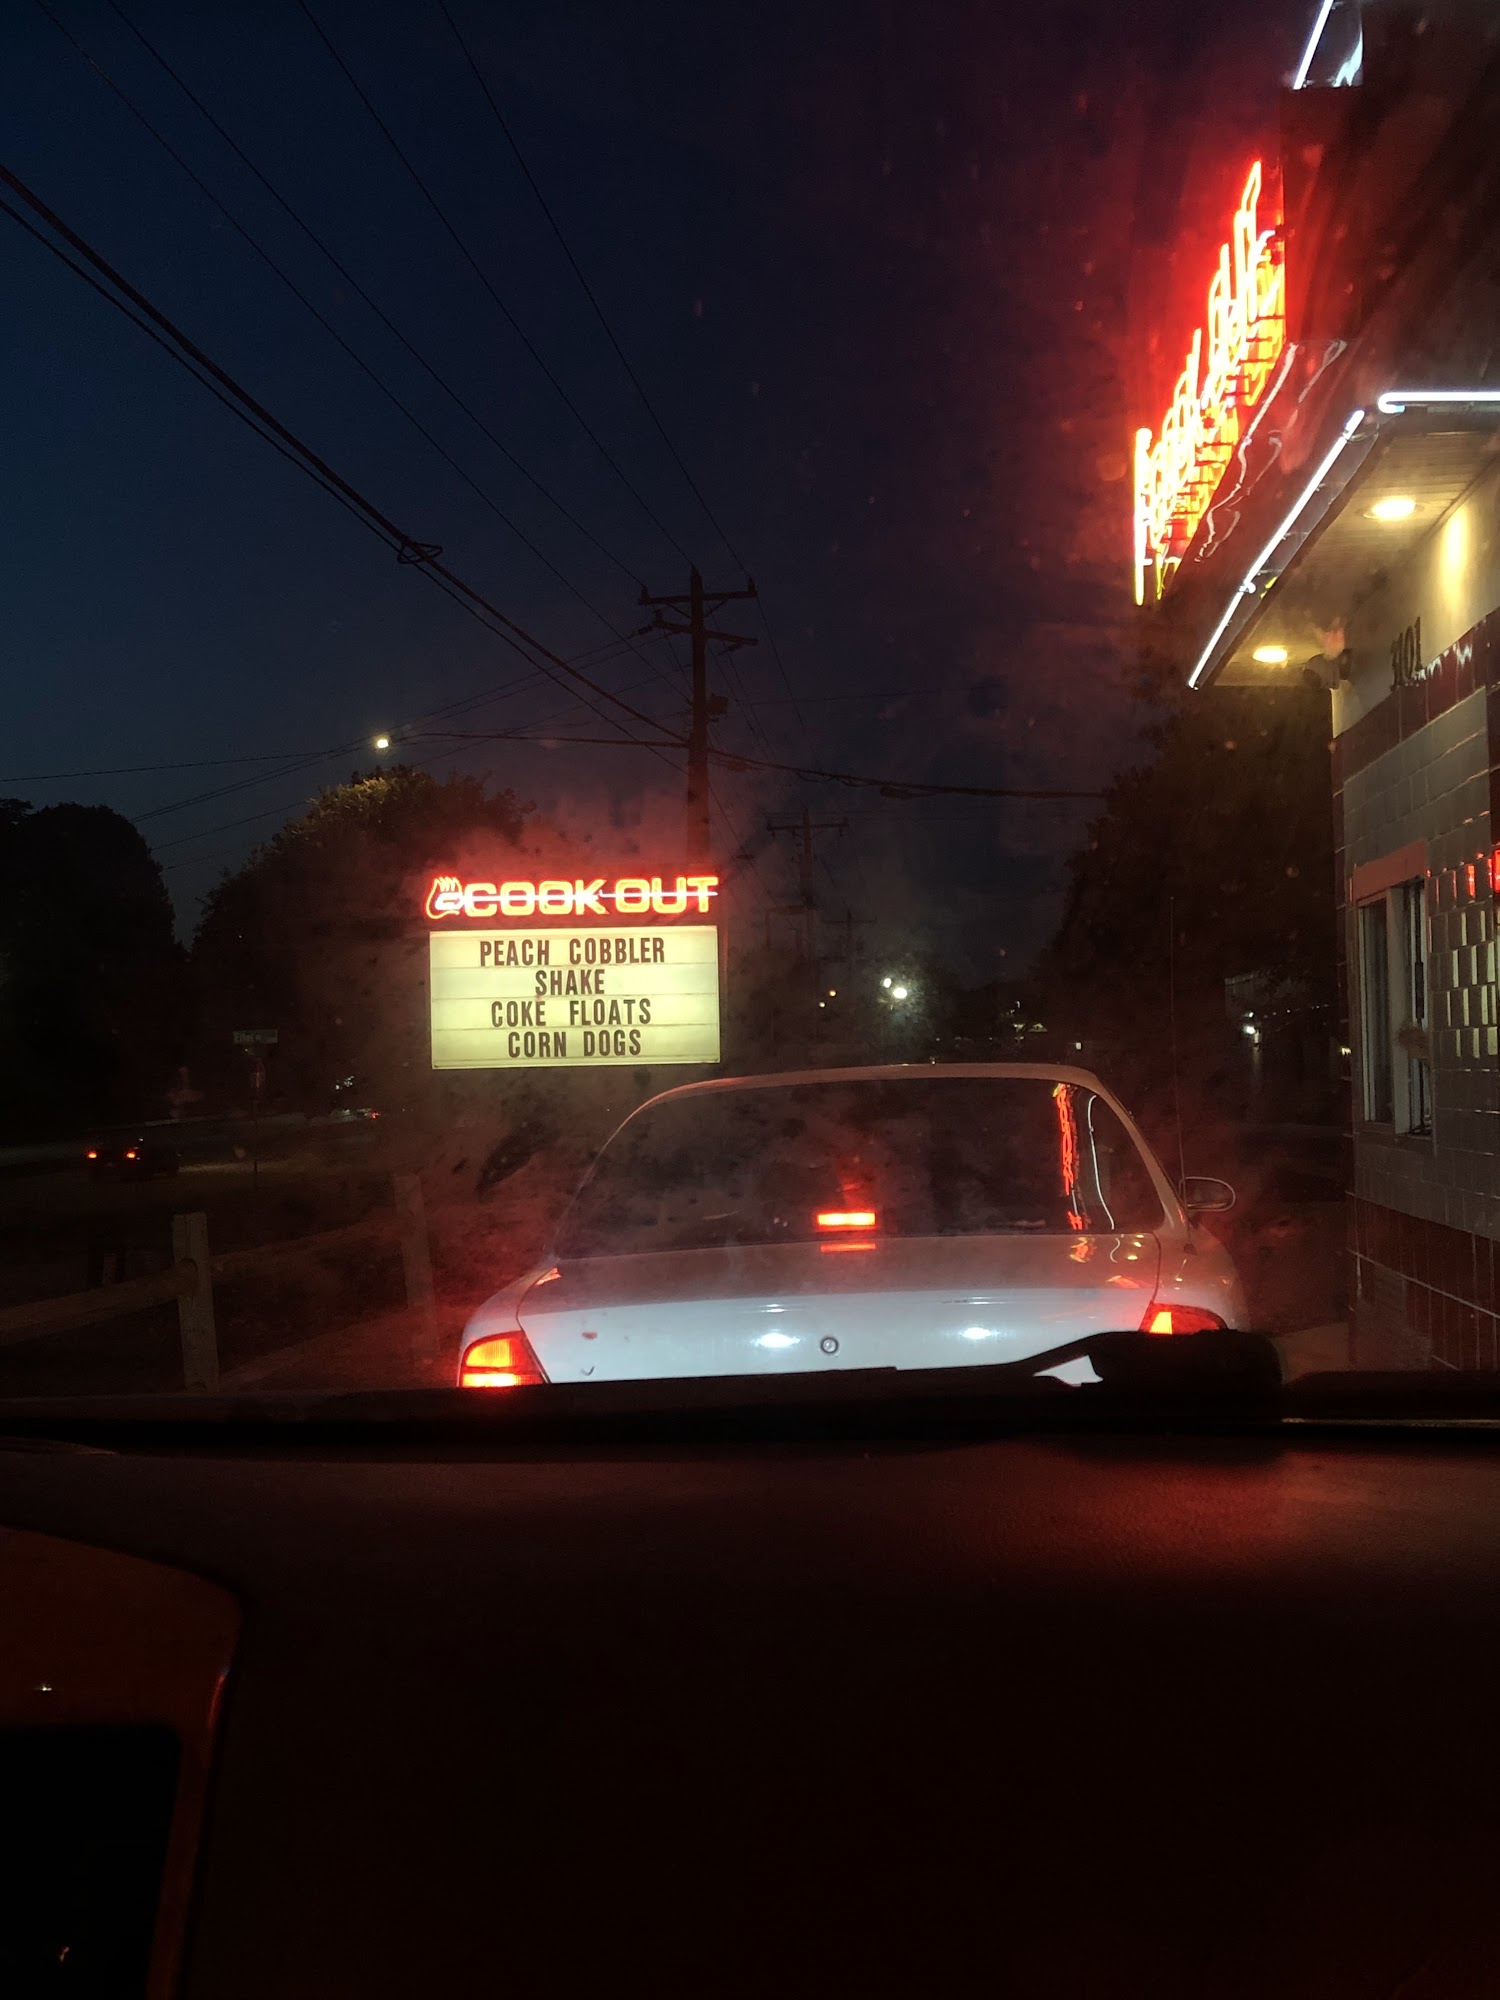 COOK OUT
PEACH COBBLER
SHAKE
COKE FLOATS
CORN DOGS